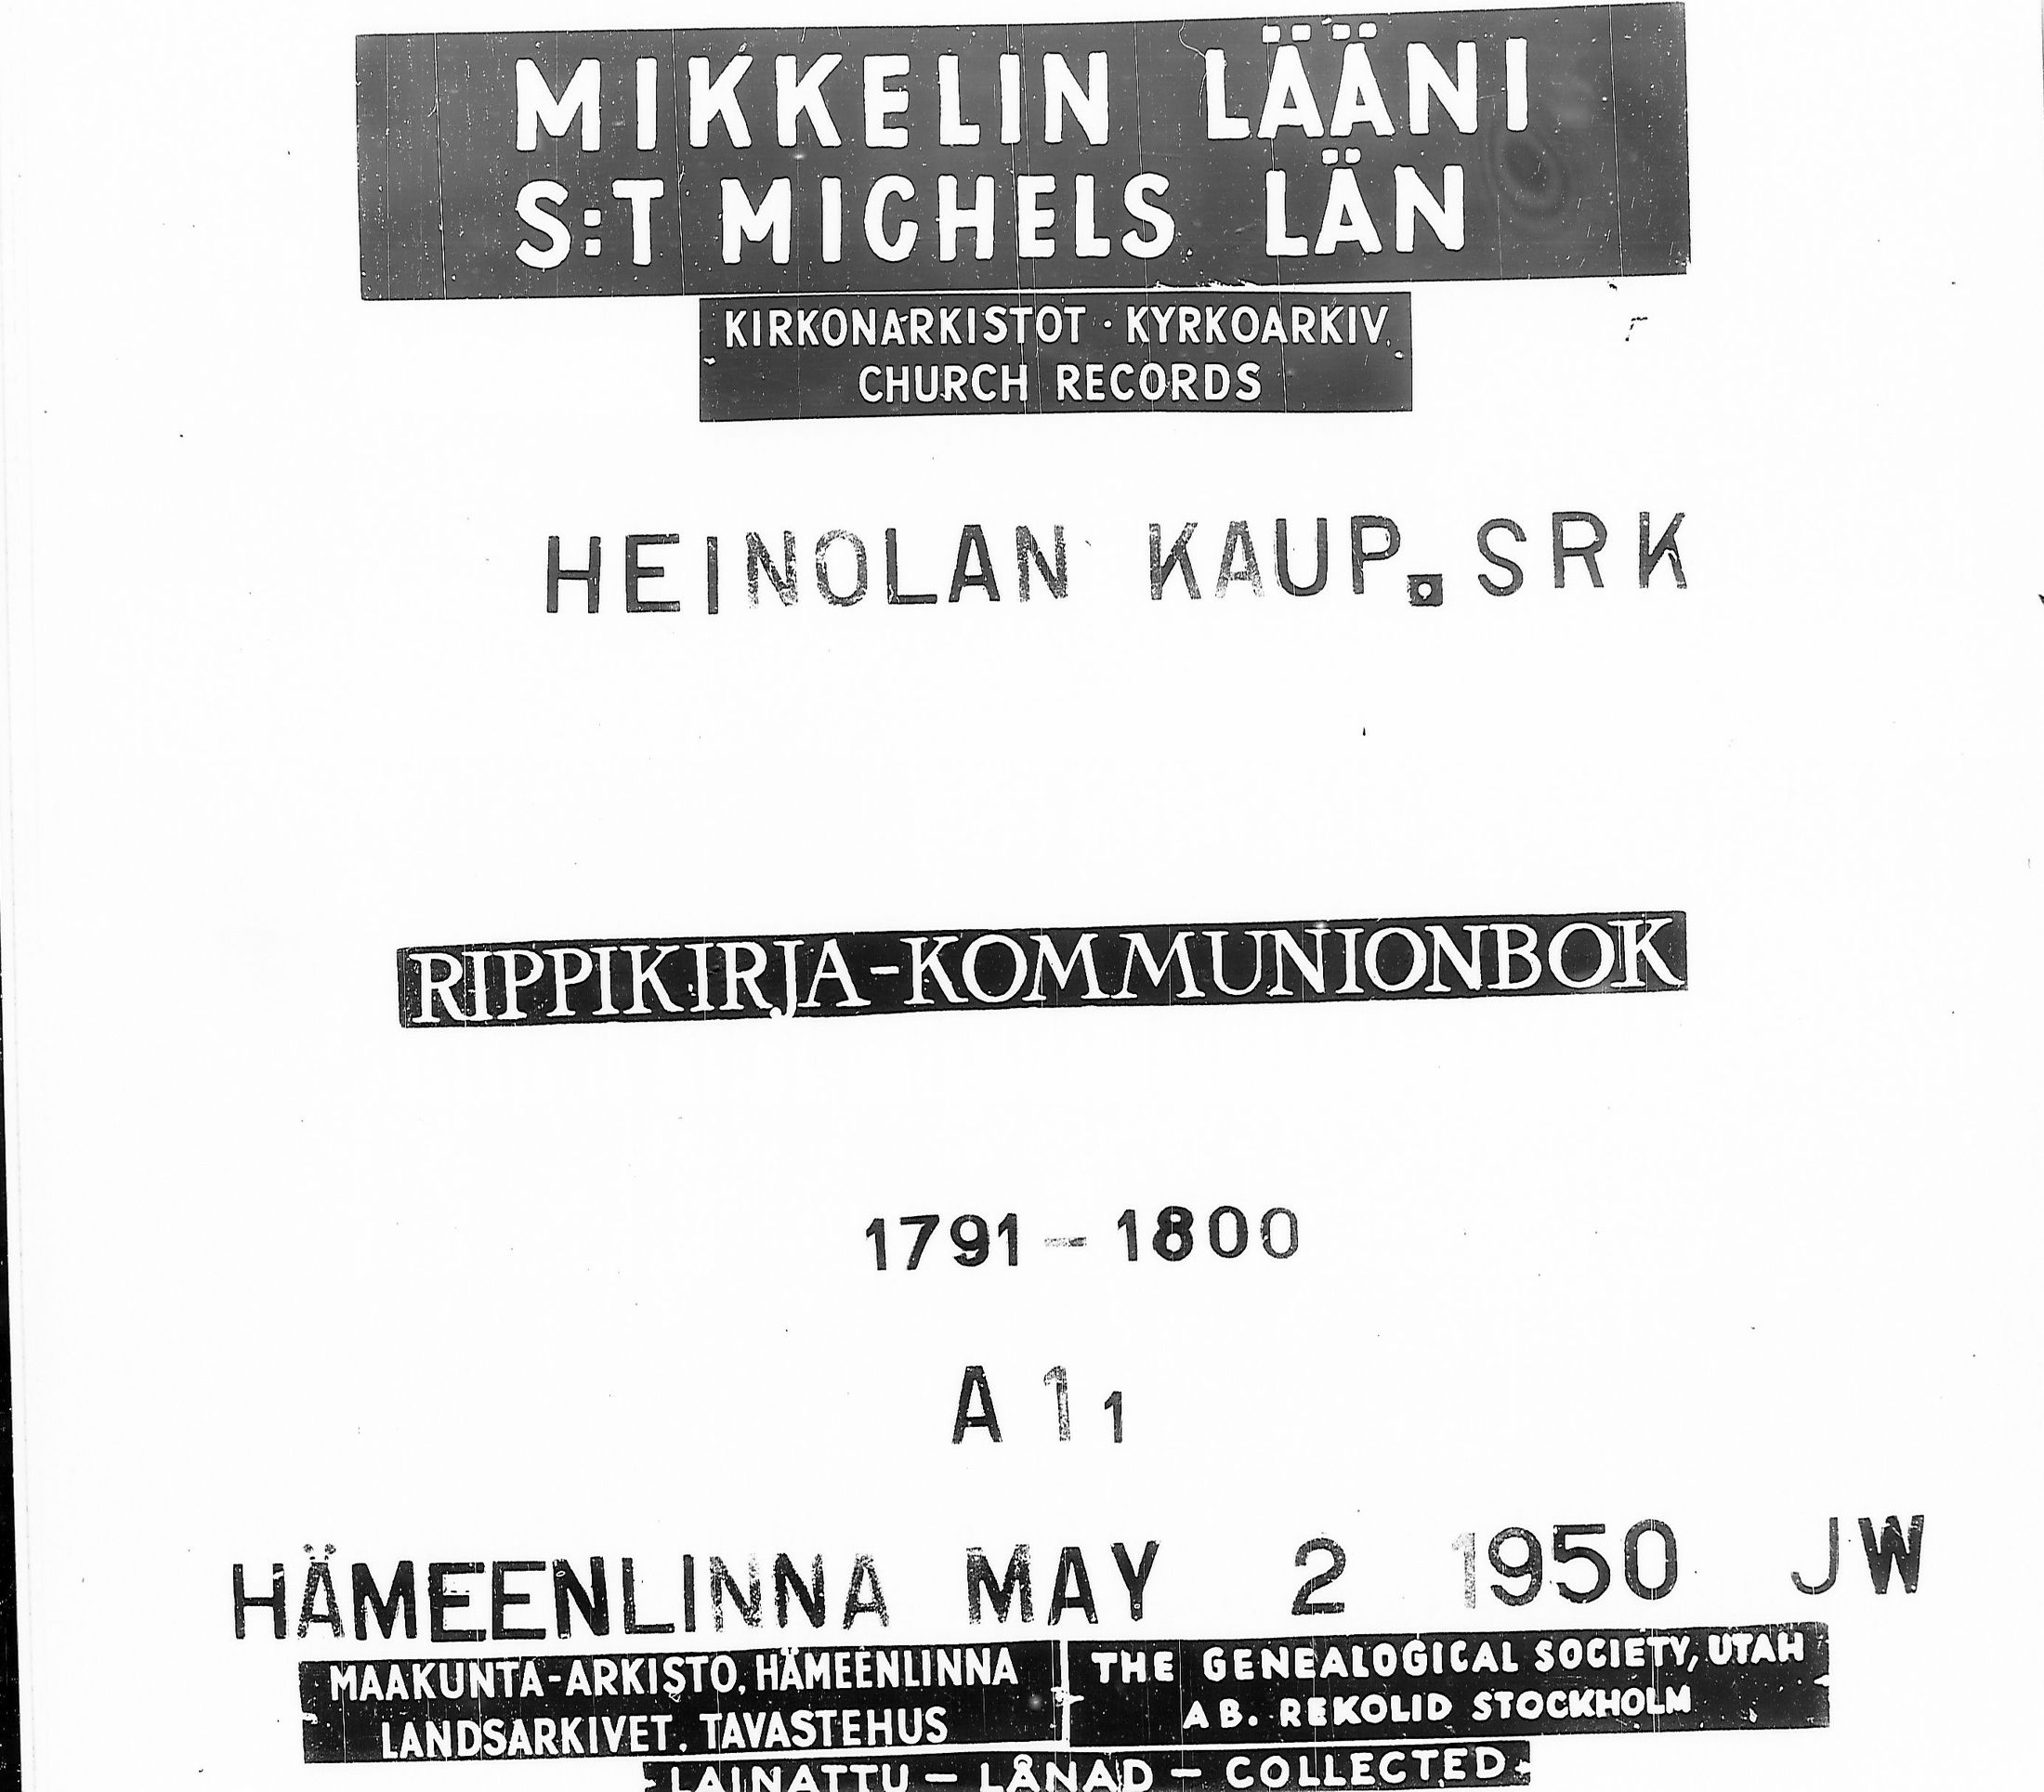 MIKKELIN LÄÄNI
S:T MICHELS LÄN
KIRKONARKISTOT · KYRKOARKIV
CHURCH RECORDS
HEINOLAN KAUP. SRK
RIPPIKIRJA-KOMMUNIONBOK
1791-1800
A 1 1
HÄMEENLINNA MAY 2 1950 JW
MAAKUNTA-ARKISTO, HÄMEENLINNA
LANDSARKIVET, TAVASTEHUS
THE GENEALOGICAL SOCIETY, UTAH
AB. REKOLID STOCKHOLM
LAINATTU - LÅNAD - COLLECTED